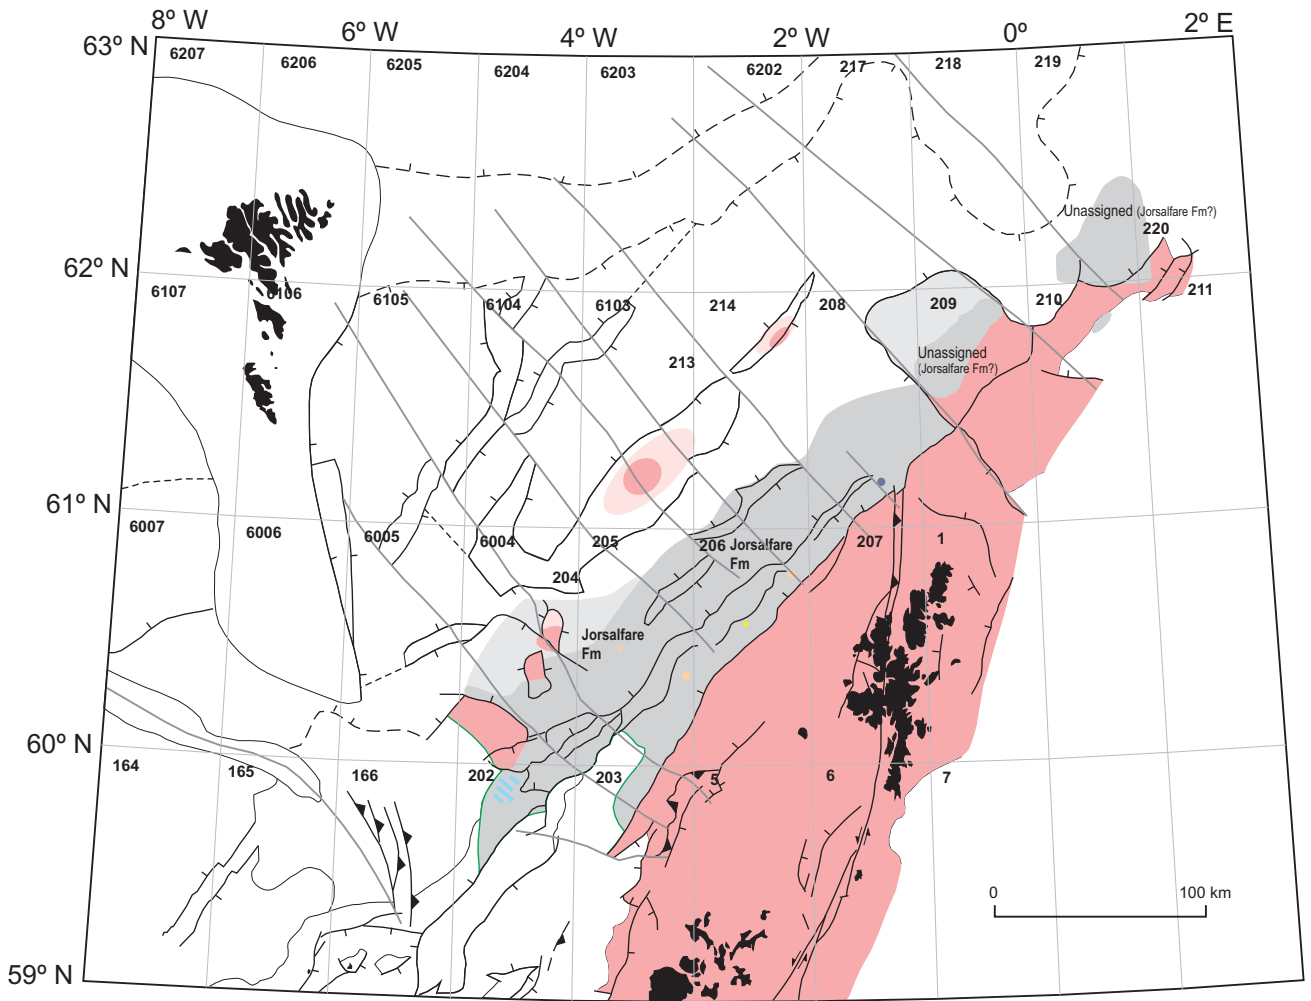 8º W
6º W
4º W
2º W
0º
2º E
63º N
6207
6206
6205
6204
6203
6202
217
218
219
Unassigned (Jorsalfare Fm?)
220
62º N
6107
6106
6105
6104
6103
214
208
209
210
211
213
Unassigned
(Jorsalfare Fm?)
61º N
6007
6006
6005
6004
205
206
Jorsalfare
Fm
207
1
204
Jorsalfare
Fm
60º N
164
165
166
202
203
5
6
7
0
100 km
59º N